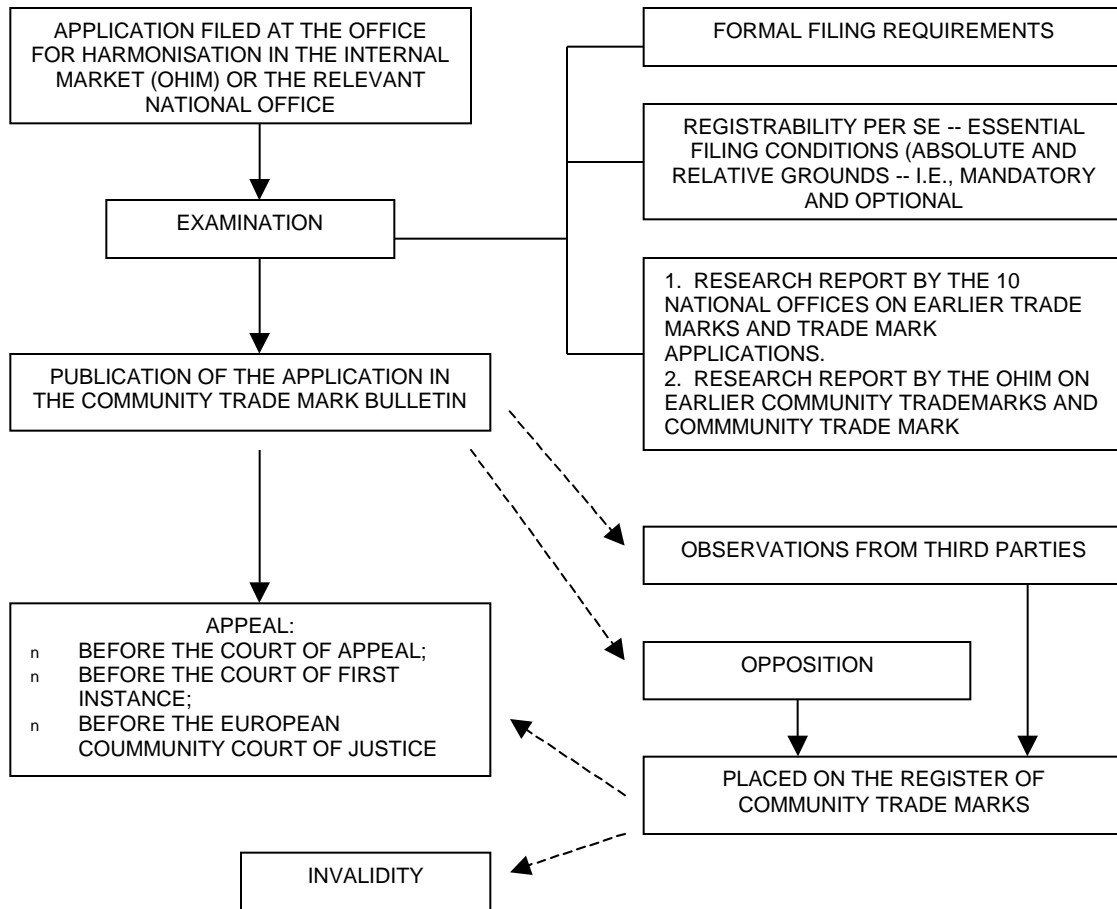 APPLICATION FILED AT THE OFFICE
FOR HARMONISATION IN THE INTERNAL
MARKET (OHIM) OR THE RELEVANT
NATIONAL OFFICE
FORMAL FILING REQUIREMENTS
REGISTRABILITY PER SE -- ESSENTIAL
FILING CONDITIONS (ABSOLUTE AND
RELATIVE GROUNDS -- I.E., MANDATORY
AND OPTIONAL
EXAMINATION
1. RESEARCH REPORT BY THE 10
NATIONAL OFFICES ON EARLIER TRADE
MARKS AND TRADE MARK
APPLICATIONS.
2. RESEARCH REPORT BY THE OHIM ON
EARLIER COMMUNITY TRADEMARKS AND
COMMMUNITY TRADE MARK
PUBLICATION OF THE APPLICATION IN
THE COMMUNITY TRADE MARK BULLETIN
OBSERVATIONS FROM THIRD PARTIES
APPEAL:
n BEFORE THE COURT OF APPEAL;
n BEFORE THE COURT OF FIRST
INSTANCE;
n BEFORE THE EUROPEAN
COUMMUNITY COURT OF JUSTICE
OPPOSITION
PLACED ON THE REGISTER OF
COMMUNITY TRADE MARKS
INVALIDITY